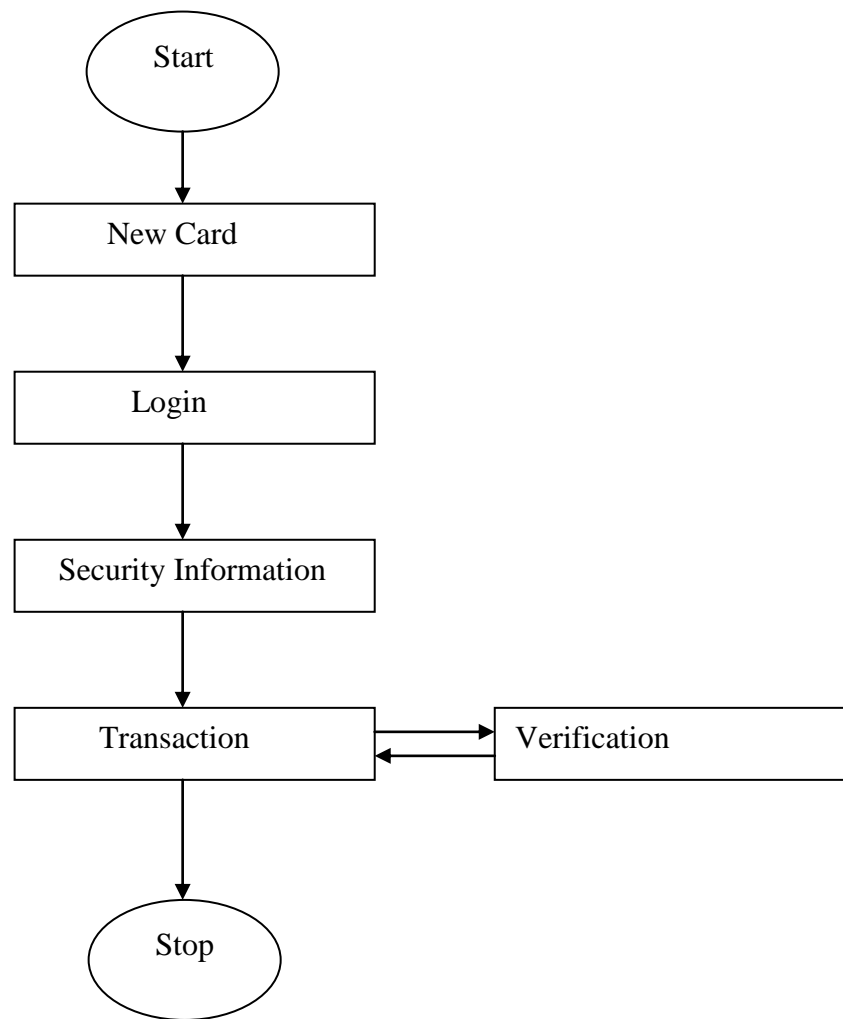 Start
New Card
Login
Security Information
Transaction
Verification
Stop